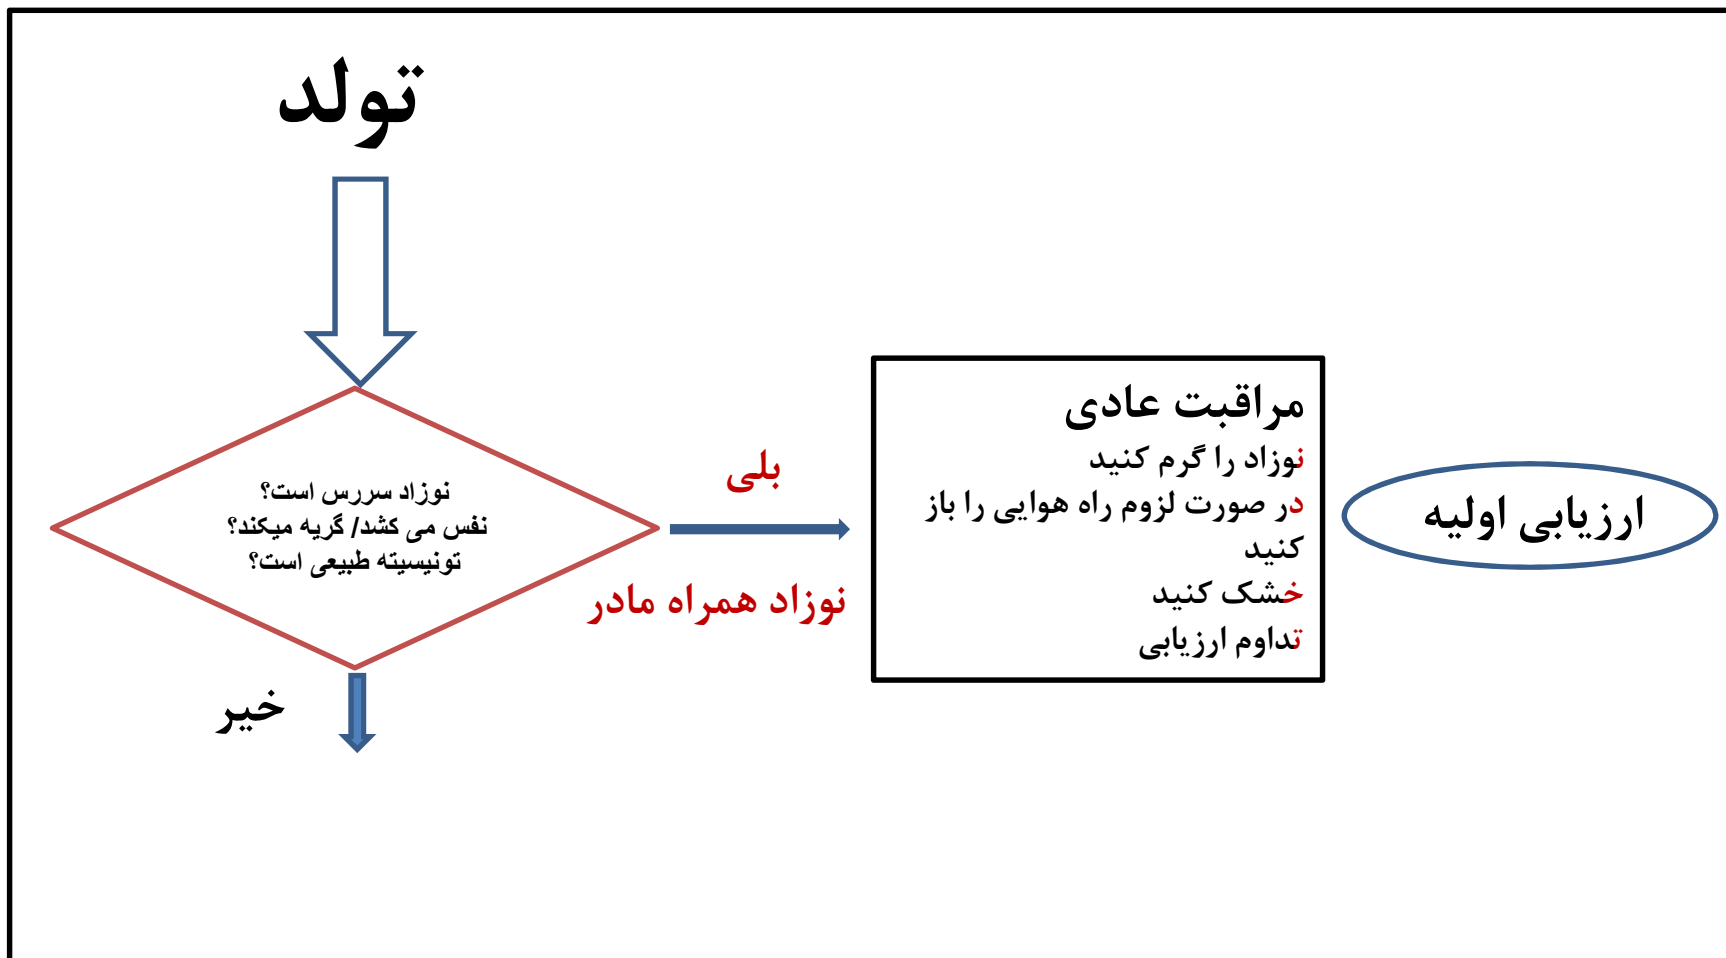 تولد
نوزاد سررس است؟
نفس می کشد/ گریه میکند؟
تونیسیته طبیعی است؟
بلی
نوزاد همراه مادر
خیر
مراقبت عادی
نوزاد را گرم کنید
در صورت لزوم راه هوایی را باز
کنید
خشک کنید
تداوم ارزیابی
ارزیابی اولیه